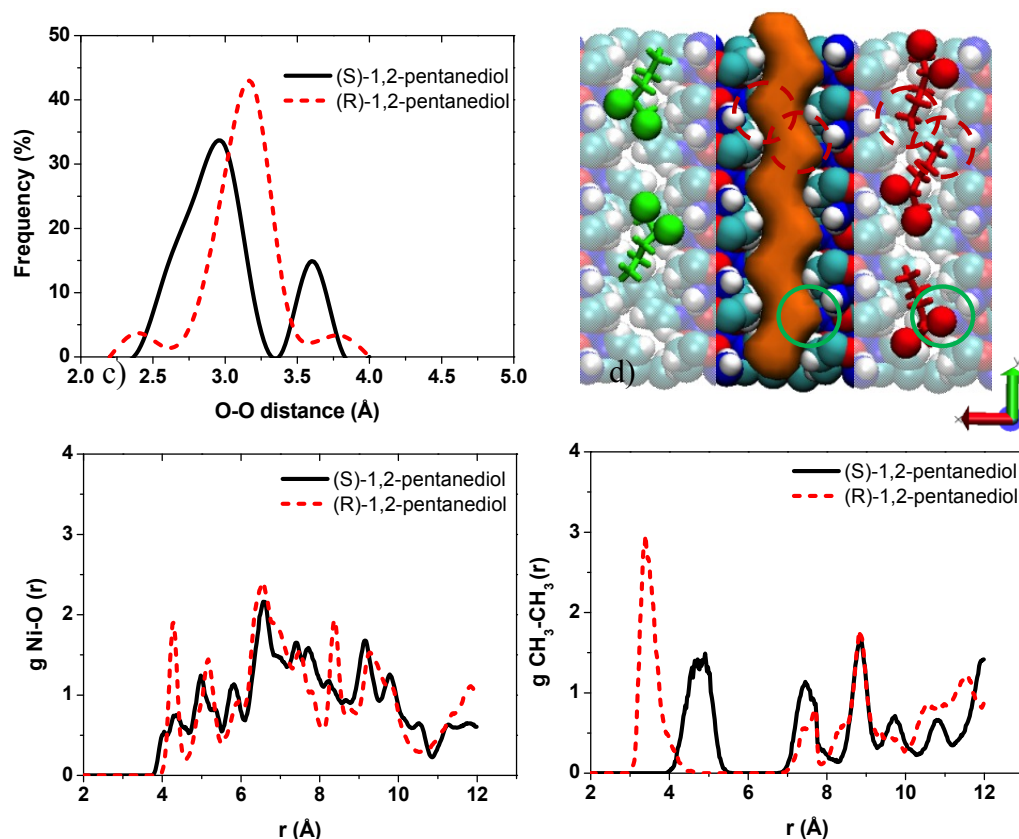 50
40
30
20
10
0
Frequency (%)
(S)-1,2-pentanediol
(R)-1,2-pentanediol
2.0 2.5 3.0 3.5 4.0 4.5 5.0
c)
O-O distance (Å)
d)
Y
X
4
3
2
1
0
g Ni-O (r)
(S)-1,2-pentanediol
(R)-1,2-pentanediol
2 4 6 8 10 12
r (Å)
4
3
2
1
0
g CH₃-CH₃ (r)
(S)-1,2-pentanediol
(R)-1,2-pentanediol
2 4 6 8 10 12
r (Å)